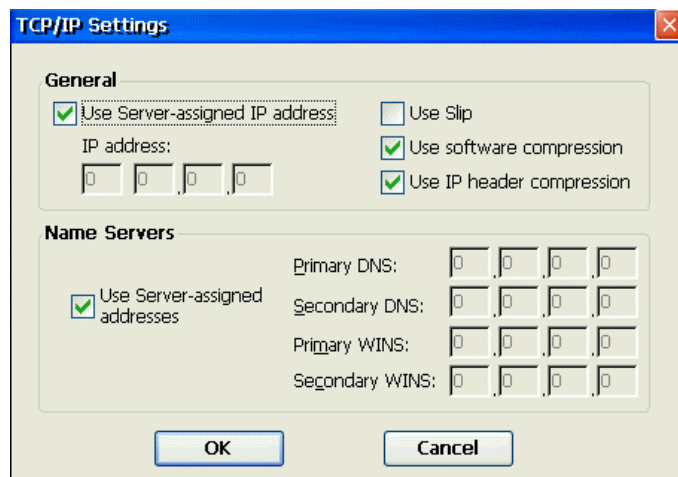 TCP/IP Settings
General
Use Server-assigned IP address
IP address:
0 0 .0 .0
Use Slip
Use software compression
Use IP header compression
Name Servers
Use Server-assigned
addresses
Primary DNS: 0 .0 .0 .0
Secondary DNS: 0 .0 .0 .0
Primary WINS: 0 .0 .0 .0
Secondary WINS: 0 .0 .0 .0
OK
Cancel